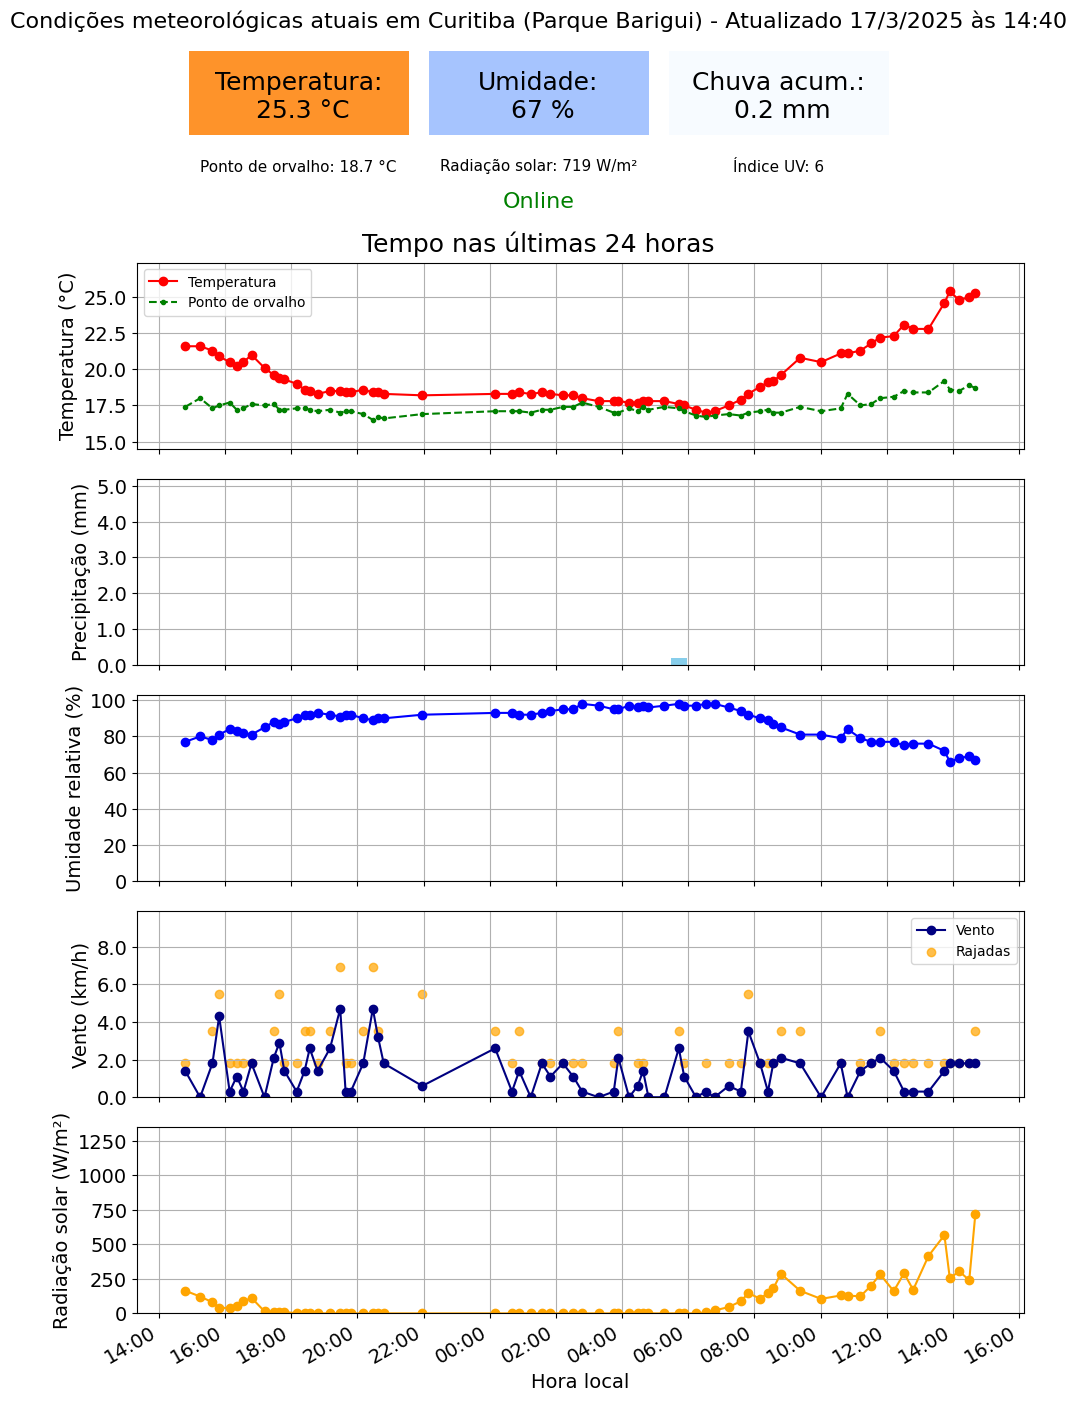 Condições meteorológicas atuais em Curitiba (Parque Barigui) - Atualizado 17/3/2025 às 14:40
Temperatura:
25.3 °C
Umidade:
67 %
Chuva acum.:
0.2 mm
Ponto de orvalho: 18.7 °C
Radiação solar: 719 W/m²
Índice UV: 6
Online
Tempo nas últimas 24 horas
Temperatura (°C)
25.0
22.5
20.0
17.5
15.0
Temperatura
Ponto de orvalho
Precipitação (mm)
5.0
4.0
3.0
2.0
1.0
0.0
Umidade relativa (%)
100
80
60
40
20
0
Vento (km/h)
8.0
6.0
4.0
2.0
0.0
Vento
Rajadas
Radiação solar (W/m²)
1250
1000
750
500
250
0
14:00
16:00
18:00
20:00
22:00
00:00
02:00
04:00
06:00
08:00
10:00
12:00
14:00
16:00
Hora local